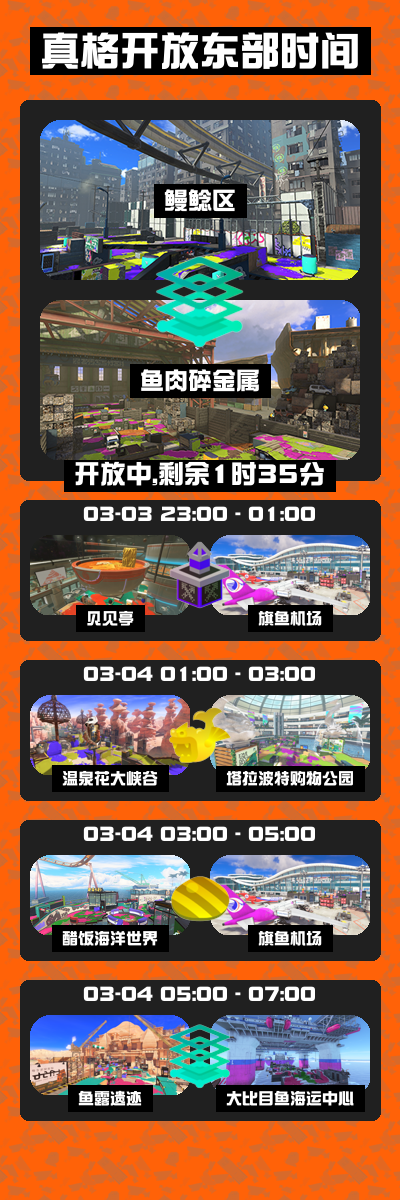 真格开放东部时间
鳗鲶区
鱼肉碎金属
开放中,剩余1时35分
03-03 23:00 - 01:00
贝贝亭 旗鱼机场
03-04 01:00 - 03:00
温泉花大峡谷 塔拉波特购物公园
03-04 03:00 - 05:00
醋饭海洋世界 旗鱼机场
03-04 05:00 - 07:00
鱼露遗迹 大比目鱼海运中心